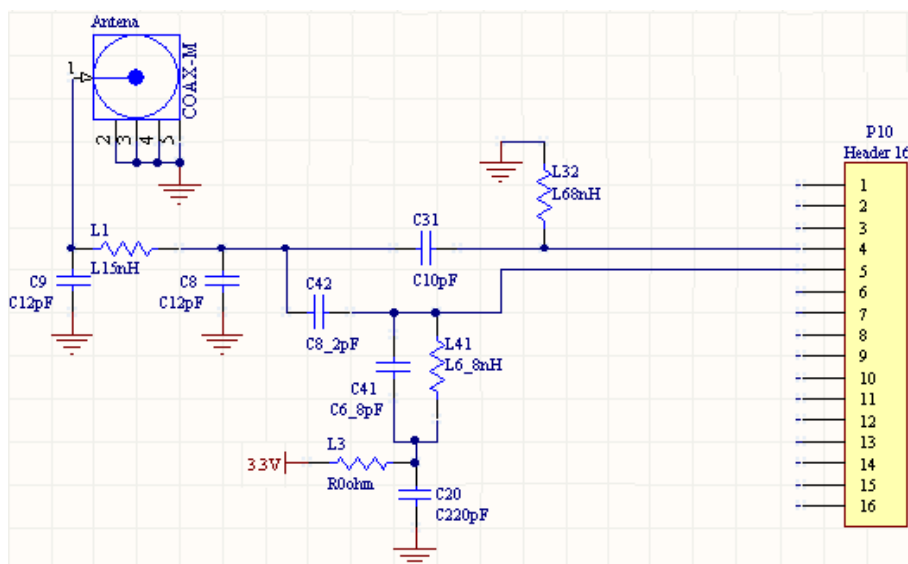 Antena
1
COAX-M
2
3
4
5
P10
Header 16
L32
L68nH
1
2
3
4
5
6
7
8
9
10
11
12
13
14
15
16
L1
L15nH
C31
C10pF
C9
C12pF
C8
C12pF
C42
C8_2pF
L41
L6_8nH
C41
C6_8pF
L3
3.3V
R0ohm
C20
C220pF